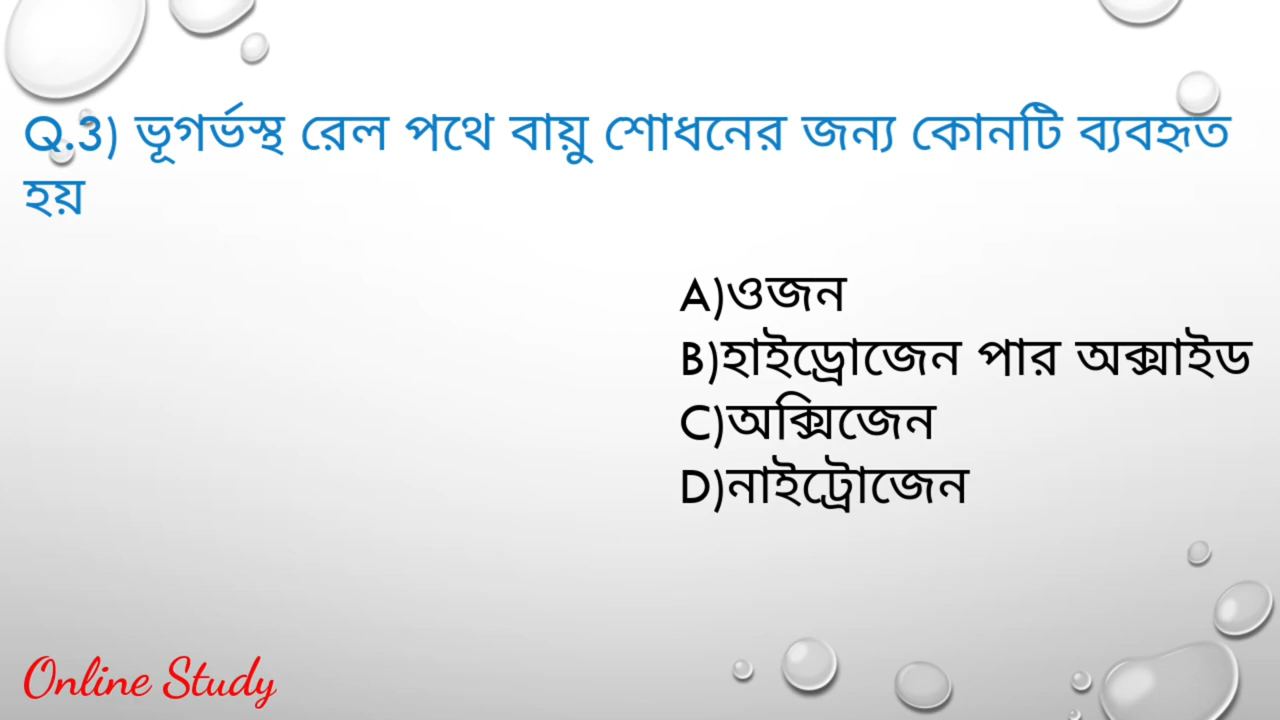 Q.3) ভূগর্ভস্থ রেল পথে বায়ু শোধনের জন্য কোনটি ব্যবহৃত
হয়
A)ওজন
B)হাইড্রোজেন পার অক্সাইড
C)অক্সিজেন
D)নাইট্রোজেন
Online Study